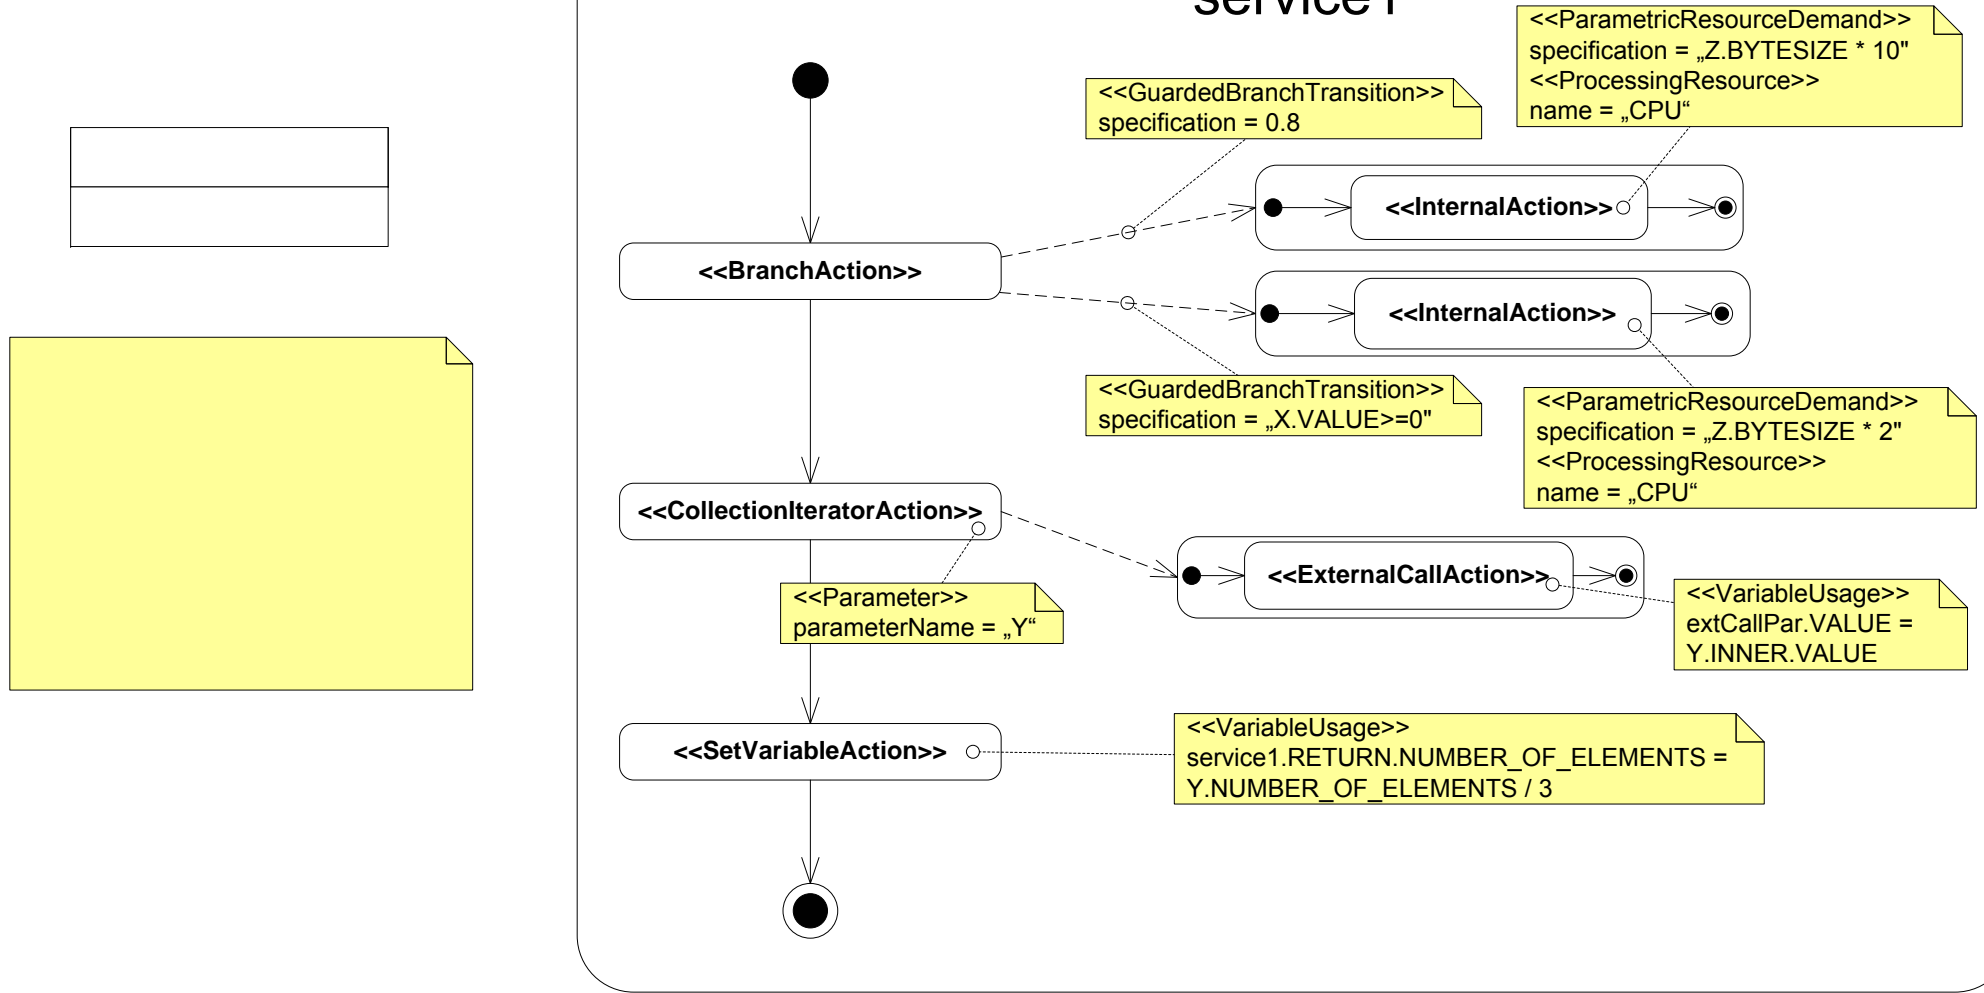 service1
<<ParametricResourceDemand>>
specification = „Z.BYTESIZE * 10"
<<ProcessingResource>>
name = „CPU“
<<GuardedBranchTransition>>
specification = 0.8
<<InternalAction>>
<<BranchAction>>
<<InternalAction>>
<<GuardedBranchTransition>>
specification = „X.VALUE>=0"
<<ParametricResourceDemand>>
specification = „Z.BYTESIZE * 2"
<<ProcessingResource>>
name = „CPU“
<<CollectionIteratorAction>>
<<ExternalCallAction>>
<<Parameter>>
parameterName = „Y“
<<VariableUsage>>
extCallPar.VALUE =
Y.INNER.VALUE
<<SetVariableAction>>
<<VariableUsage>>
service1.RETURN.NUMBER_OF_ELEMENTS =
Y.NUMBER_OF_ELEMENTS / 3